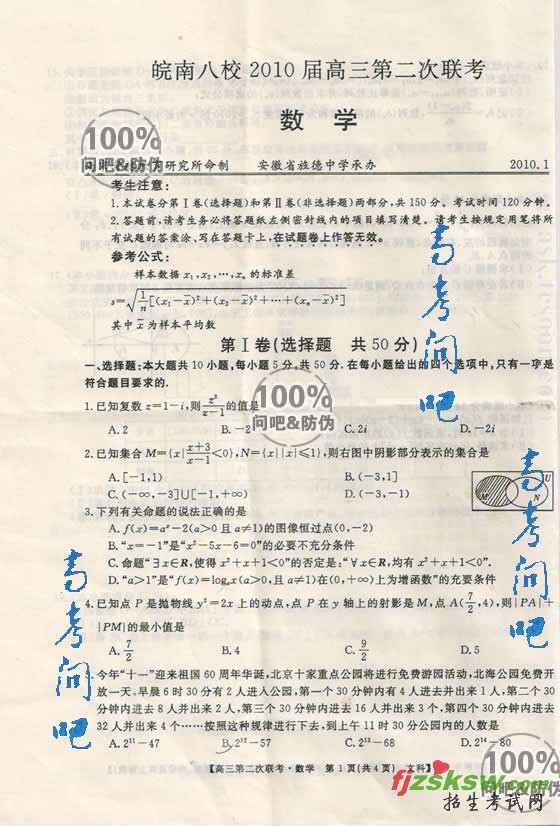 皖南八校2010届高三第二次联考
数 学
研究所命制 安徽省旌德中学承办 2010.1
考生注意:
1.本试卷分第Ⅰ卷(选择题)和第Ⅱ卷(非选择题)两部分,共150分。考试时间120分钟。
2.答题前,请考生务必将答题纸左侧密封线内的项目填写清楚。请考生按规定用笔将所
有试题的答案涂、写在答题卡上,在试题卷上作答无效。
参考公式:
样本数据x₁,x₂,…,xₙ的标准差
s=√(1/n[(x₁-x̄)²+(x₂-x̄)²+…+(xₙ-x̄)²])
其中x̄为样本平均数
第Ⅰ卷(选择题 共50分)
一、选择题:本大题共10小题,每小题5分,共50分.在每小题给出的四个选项中,只有一项是
符合题目要求的.
1.已知复数z=1-i,则z²/(z-1)的值是
A.2 B.-2 C.2i D.-2i
2.已知集合M={x|(x+3)/(x-1)<0},N={x||x|≤1},则右图中阴影部分表示的集合是
A.[-1,1) B.(-3,1]
C.(-∞,-3]∪[-1,+∞) D.(-3,-1)
M N U
3.下列有关命题的说法正确的是
A.f(x)=aˣ-2(a>0且a≠1)的图像恒过点(0,-2)
B.“x=-1”是“x²-5x-6=0”的必要不充分条件
C.命题“∃x∈R,使得x²+x+1<0”的否定是:“∀x∈R,均有x²+x+1<0”.
D.“a>1”是“f(x)=logₐx(a>0,且a≠1)在(0,+∞)上为增函数”的充要条件
4.已知点P是抛物线y²=2x上的动点,点P在y轴上的射影是M,点A(7/2,4),则|PA|+
|PM|的最小值是
A.7/2 B.4 C.9/2 D.5
今年“十一”迎来祖国60周年华诞,北京十家重点公园将进行免费游园活动,北海公园免费开
放一天,早晨6时30分有2人进入公园,第一个30分钟内有4人进去并出来1人,第二个30
分钟内进去8人并出来2人,第三个30分钟内进去16人并出来3个,第四个30分钟内进去
32人并出来4个……按照这种规律进行下去,到上午11时30分公园内的人数是
A.2¹¹-47 B.2¹²-57 C.2¹³-68 D.2¹⁴-80
【高三第二次联考·数学 第1页(共4页) 文科】
100%
问吧&防伪
100%
问吧&防伪
100%
问吧&防伪
高考问吧
高考问吧
高考问吧
fjzsksw.com
招生考试网